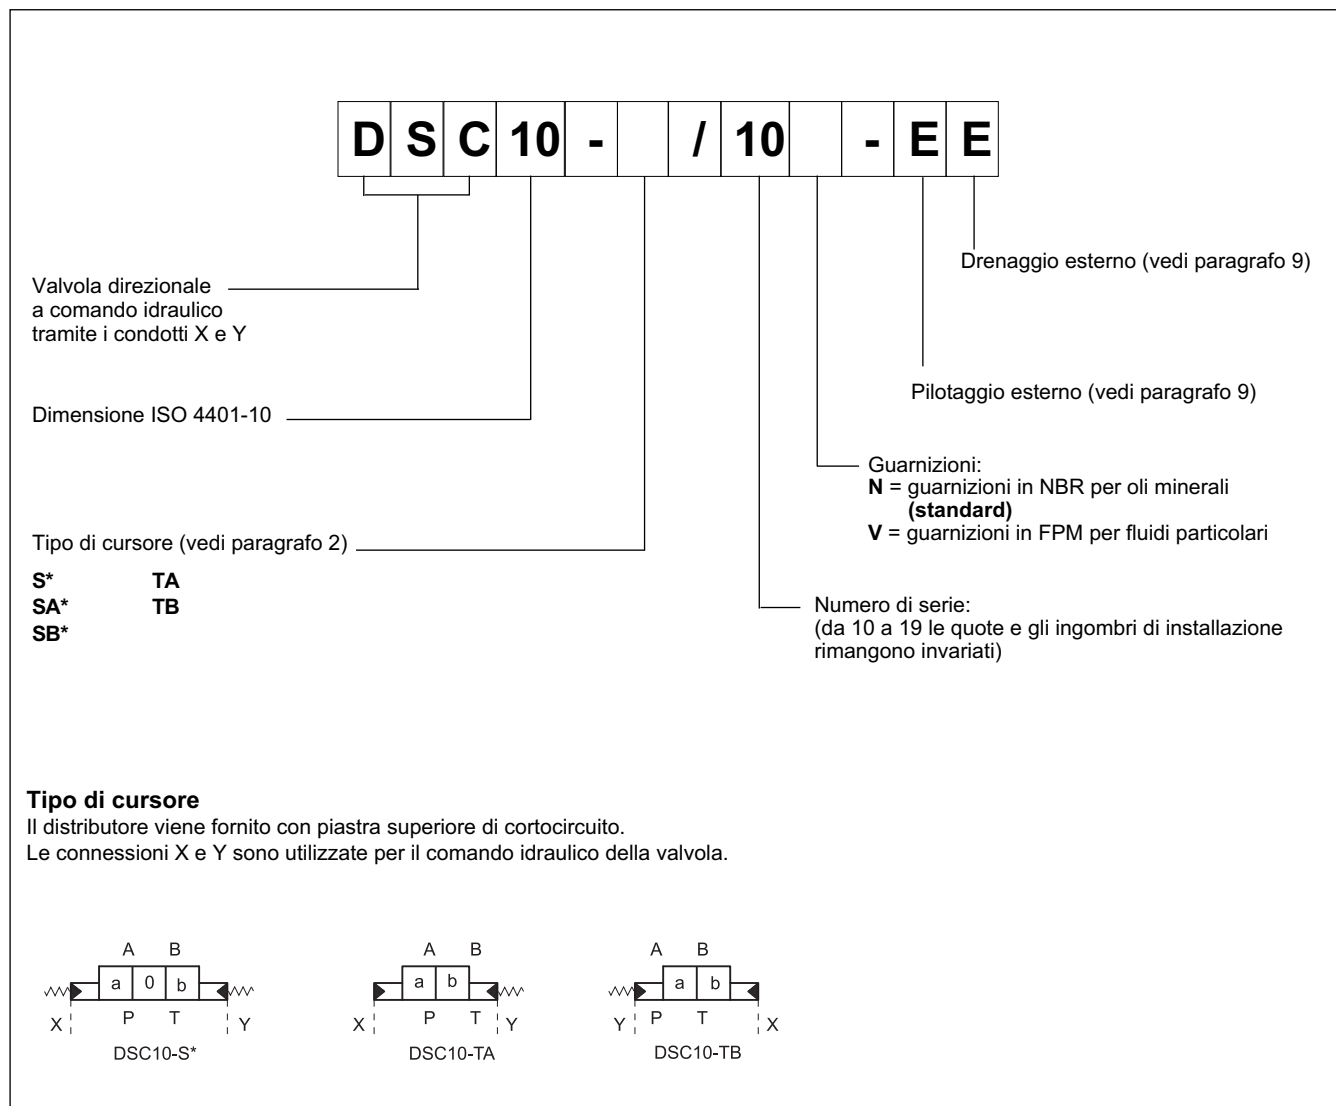 D S C 10 - / 10 - E E
Drenaggio esterno (vedi paragrafo 9)
Valvola direzionale
a comando idraulico
tramite i condotti X e Y
Pilotaggio esterno (vedi paragrafo 9)
Dimensione ISO 4401-10
Guarnizioni:
N = guarnizioni in NBR per oli minerali
(standard)
V = guarnizioni in FPM per fluidi particolari
Tipo di cursore (vedi paragrafo 2)
S* TA
SA* TB
SB*
Numero di serie:
(da 10 a 19 le quote e gli ingombri di installazione
rimangono invariati)
Tipo di cursore
Il distributore viene fornito con piastra superiore di cortocircuito.
Le connessioni X e Y sono utilizzate per il comando idraulico della valvola.
A B
a 0 b
X P T Y
DSC10-S*
A B
a b
X P T Y
DSC10-TA
A B
a b
Y P T X
DSC10-TB